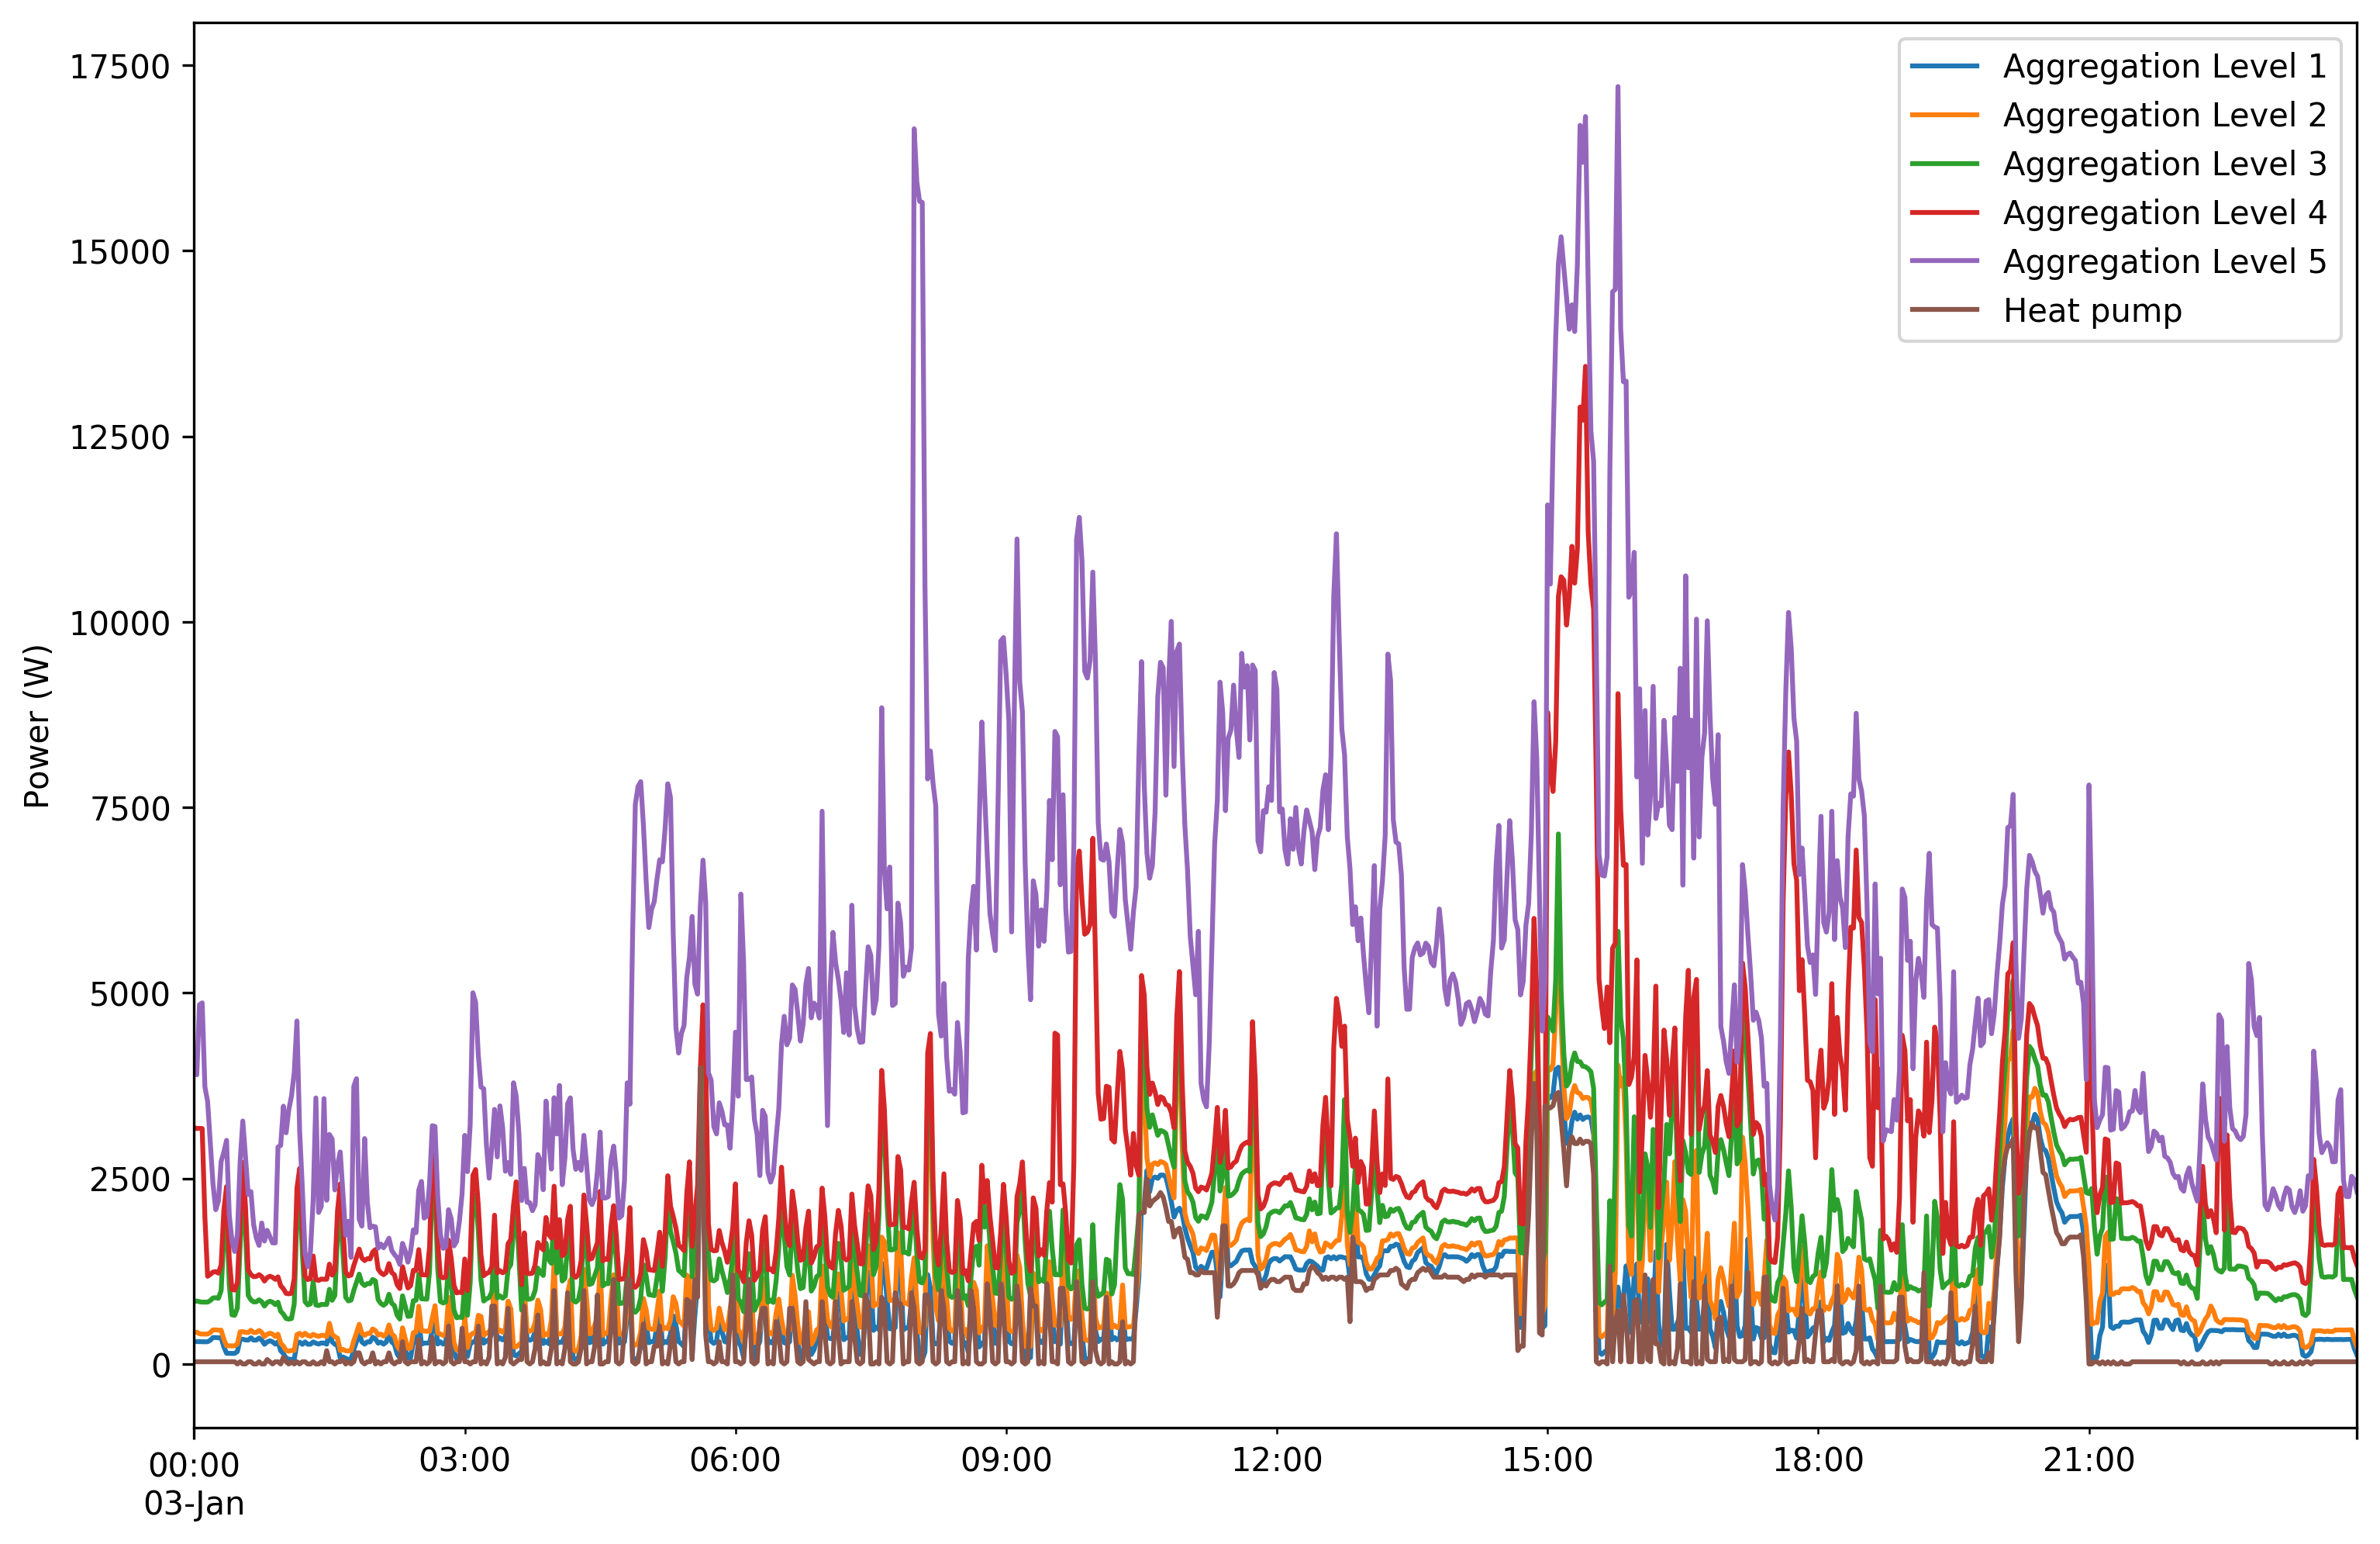 17500
15000
12500
10000
7500
5000
2500
0
Power (W)
Aggregation Level 1
Aggregation Level 2
Aggregation Level 3
Aggregation Level 4
Aggregation Level 5
Heat pump
00:00 03:00 06:00 09:00 12:00 15:00 18:00 21:00
03-Jan